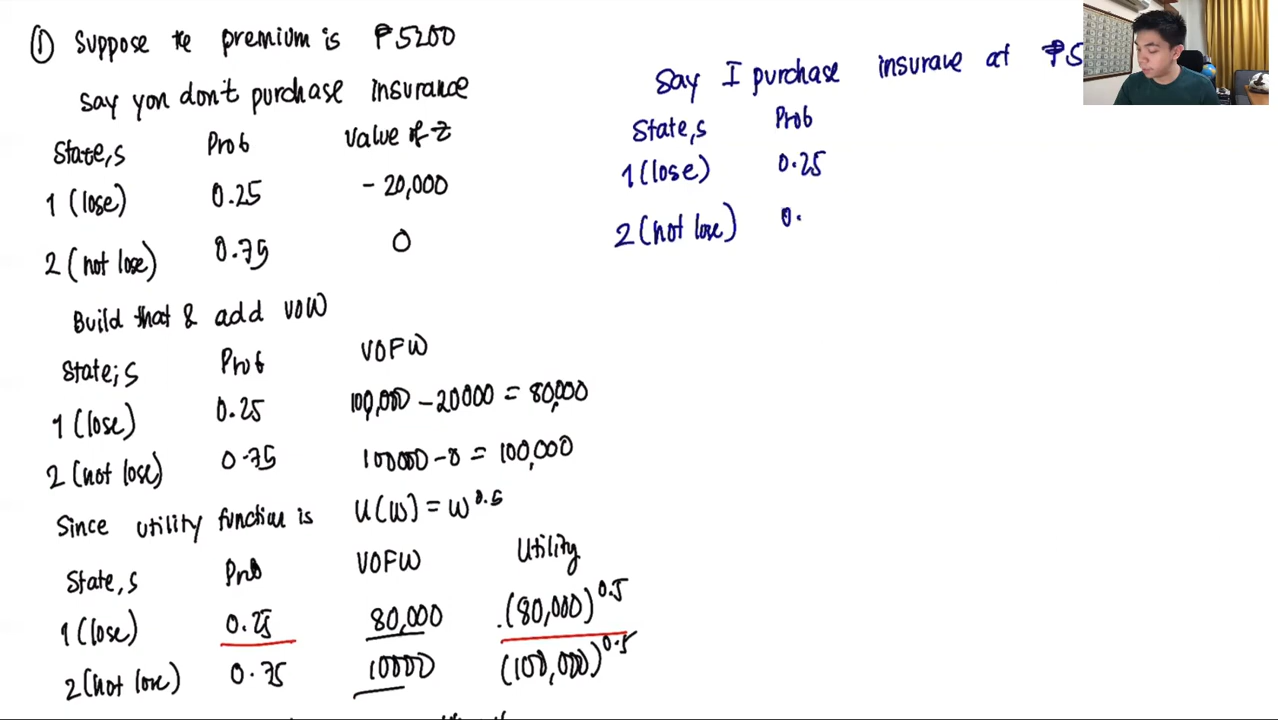 ① Suppose the premium is ₱5200
Say you don't purchase insurance
State,s Prob Value of Z
1 (lose) 0.25 - 20,000
2 (not lose) 0.75 0
Build that & add VOW
State;s Prob VOFW
1 (lose) 0.25 100,000 - 20000 = 80,000
2 (not lose) 0.75 100000 - 0 = 100,000
Since utility function is U(W) = W^0.5
State,s Prob VOFW Utility
1 (lose) 0.25 80,000 (80,000)^0.5
2 (not lose) 0.75 10000 (100,000)^0.5
Say I purchase insurance at ₱5
State,s Prob
1 (lose) 0.25
2 (not lose) 0.